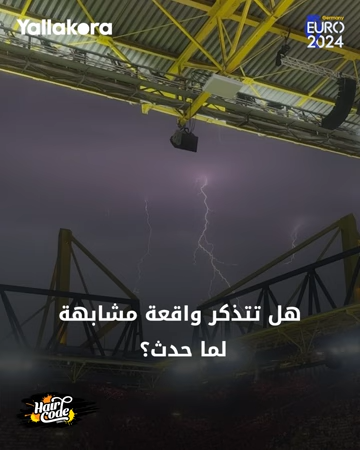 Yallakora
Germany
EURO
2024
هل تتذكر واقعة مشابهة
لما حدث؟
Hair
Code